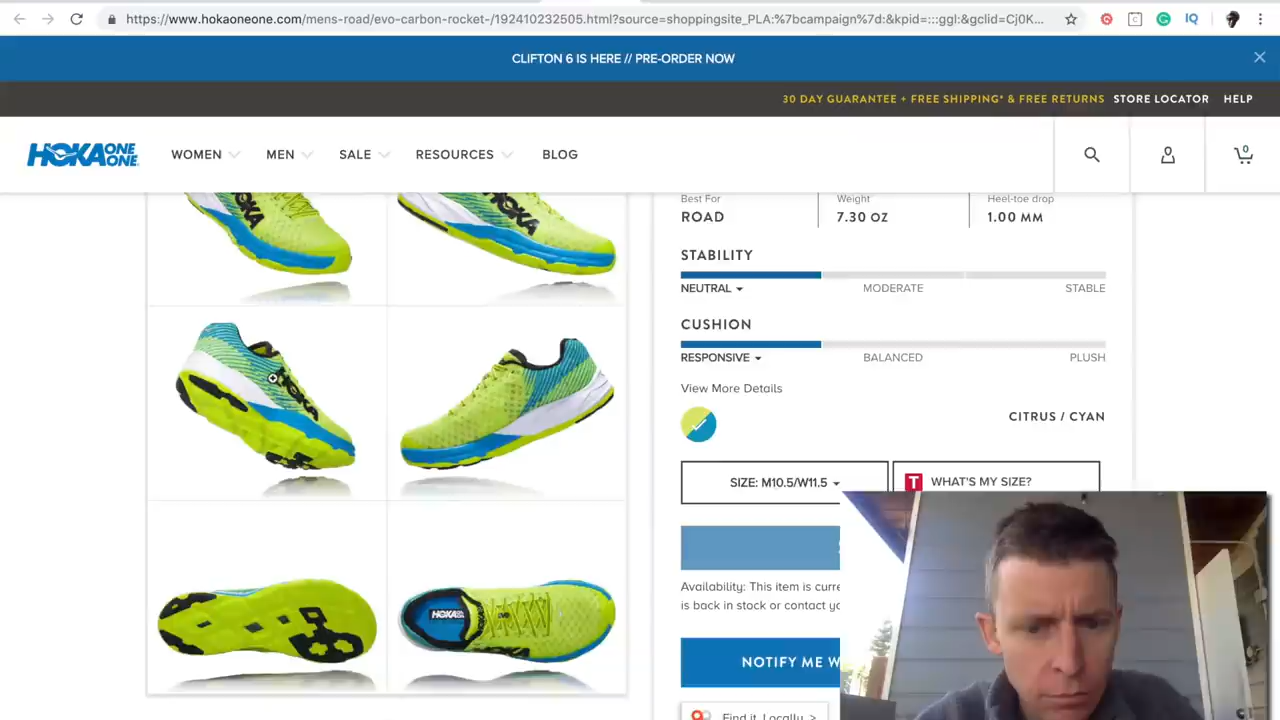 https://www.hokaoneone.com/mens-road/evo-carbon-rocket-/192410232505.html?source=shoppingsite_PLA:%7bcampaign%7d:&kpid=:::ggl:&gclid=Cj0K...
CLIFTON 6 IS HERE // PRE-ORDER NOW
30 DAY GUARANTEE + FREE SHIPPING* & FREE RETURNS STORE LOCATOR HELP
HOKA ONE ONE WOMEN MEN SALE RESOURCES BLOG 0
Best For Weight Heel-toe drop
ROAD 7.30 OZ 1.00 MM
STABILITY
NEUTRAL MODERATE STABLE
CUSHION
RESPONSIVE BALANCED PLUSH
View More Details
CITRUS / CYAN
SIZE: M10.5/W11.5 T WHAT'S MY SIZE?
Availability: This item is curre
is back in stock or contact yo
HOKA
NOTIFY ME W
Find it Locally >